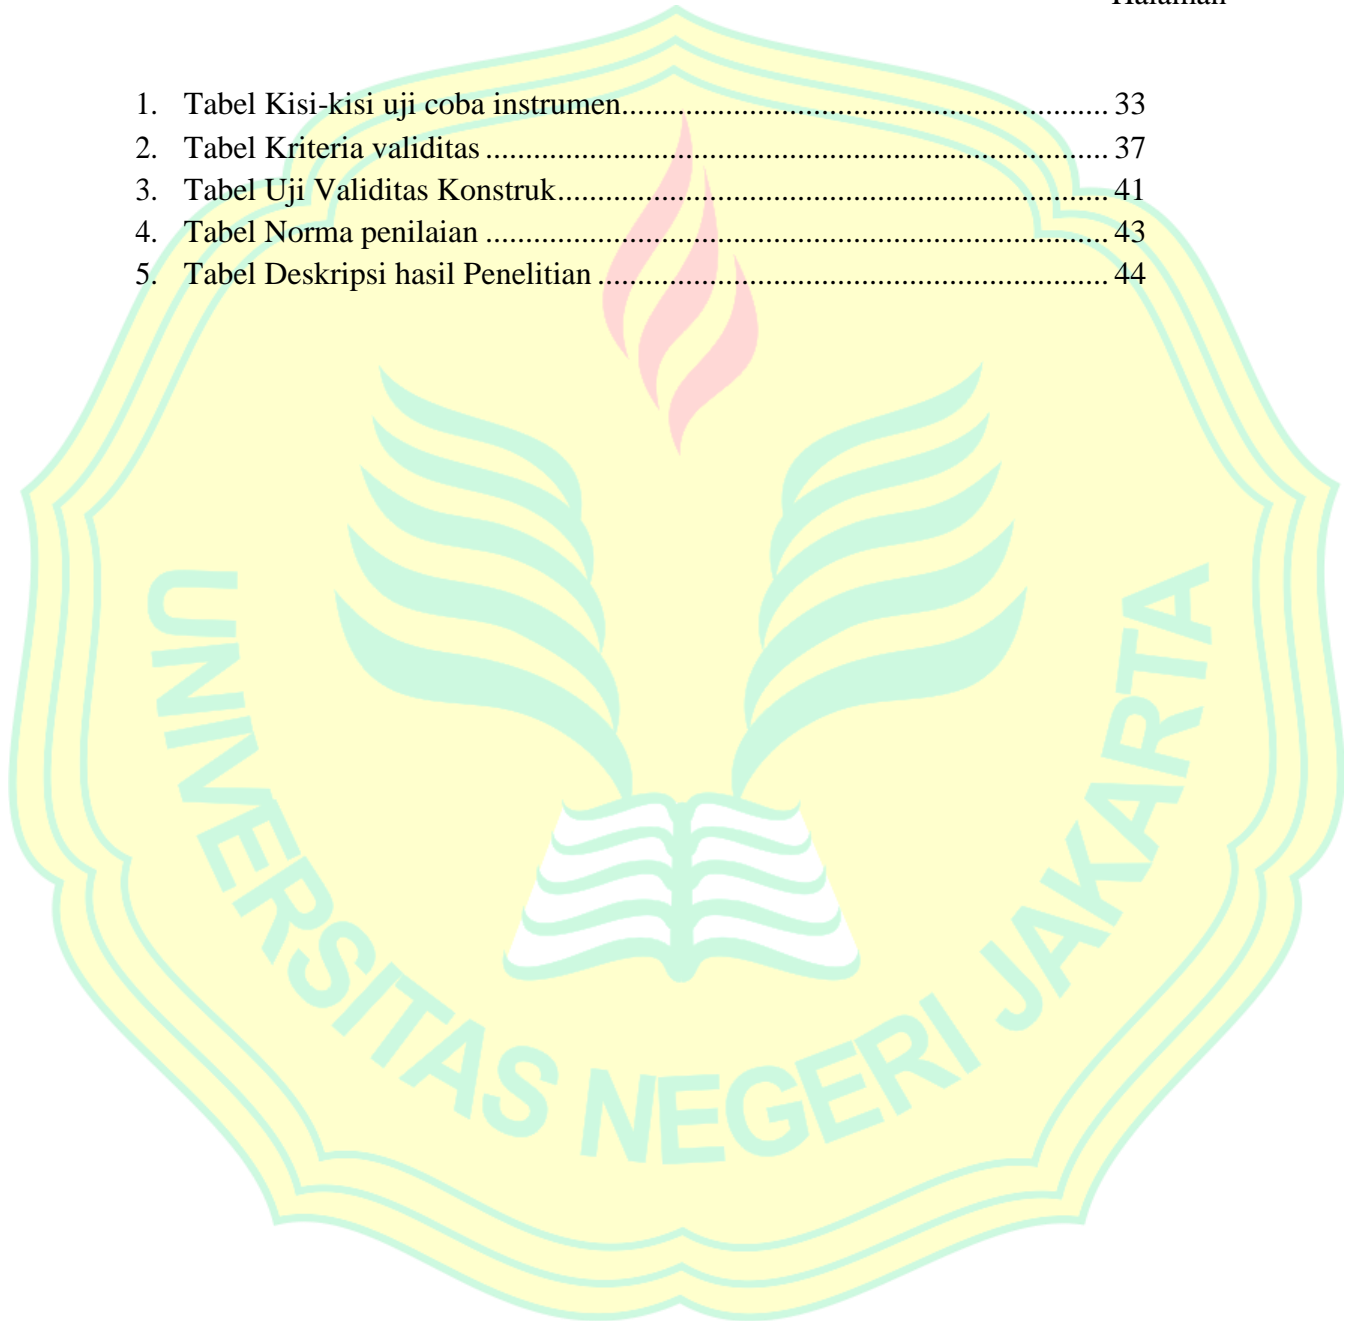 Halaman
1. Tabel Kisi-kisi uji coba instrumen............................................................. 33
2. Tabel Kriteria validitas .............................................................................. 37
3. Tabel Uji Validitas Konstruk..................................................................... 41
4. Tabel Norma penilaian .............................................................................. 43
5. Tabel Deskripsi hasil Penelitian ................................................................ 44
UNIVERSITAS NEGERI JAKARTA